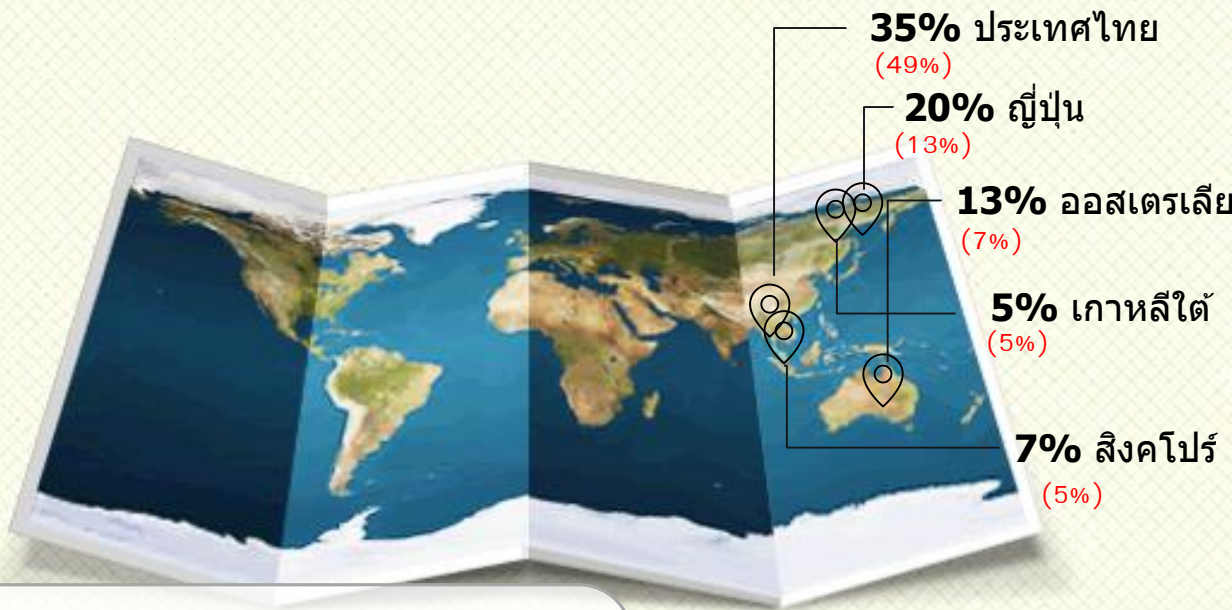 35% ประเทศไทย
(49%)
20% ญี่ปุ่น
(13%)
13% ออสเตรเลีย
(7%)
5% เกาหลีใต้
(5%)
7% สิงคโปร์
(5%)